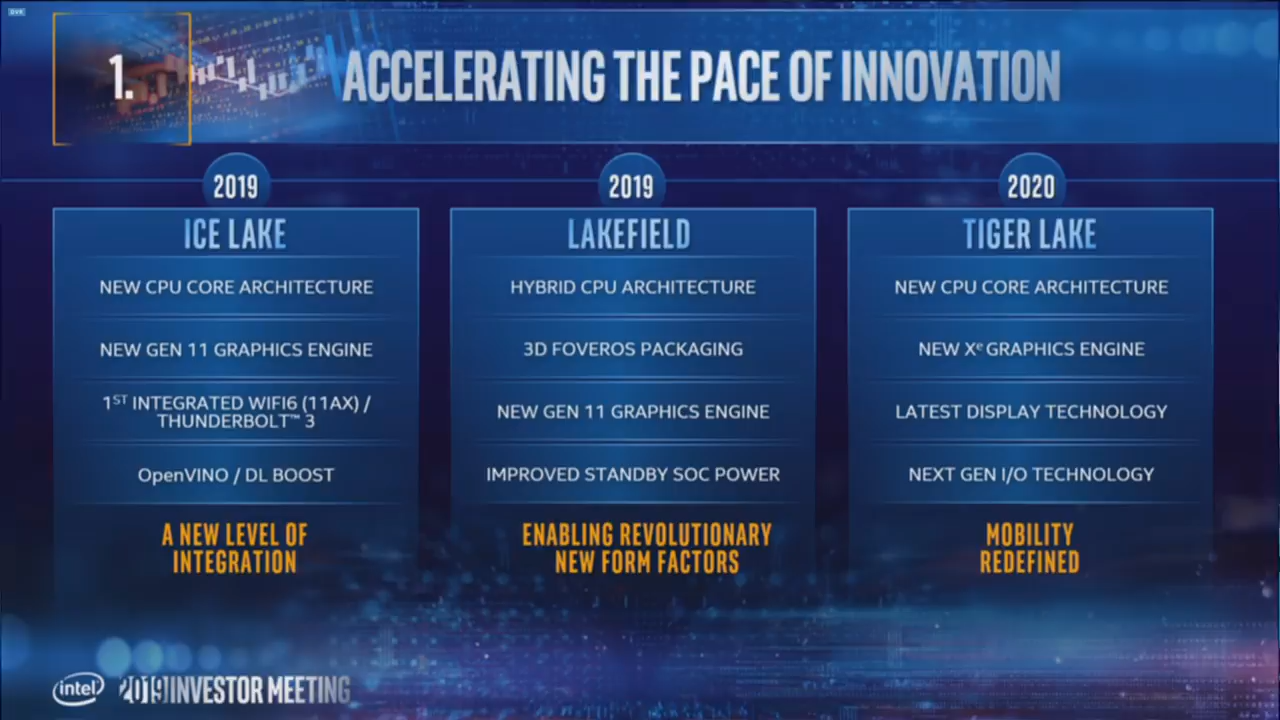 1.
ACCELERATING THE PACE OF INNOVATION
2019
ICE LAKE
NEW CPU CORE ARCHITECTURE
NEW GEN 11 GRAPHICS ENGINE
1ST INTEGRATED WIFI6 (11AX) /
THUNDERBOLT™ 3
OpenVINO / DL BOOST
A NEW LEVEL OF
INTEGRATION
2019
LAKEFIELD
HYBRID CPU ARCHITECTURE
3D FOVEROS PACKAGING
NEW GEN 11 GRAPHICS ENGINE
IMPROVED STANDBY SOC POWER
ENABLING REVOLUTIONARY
NEW FORM FACTORS
2020
TIGER LAKE
NEW CPU CORE ARCHITECTURE
NEW Xe GRAPHICS ENGINE
LATEST DISPLAY TECHNOLOGY
NEXT GEN I/O TECHNOLOGY
MOBILITY
REDEFINED
intel 2019 INVESTOR MEETING